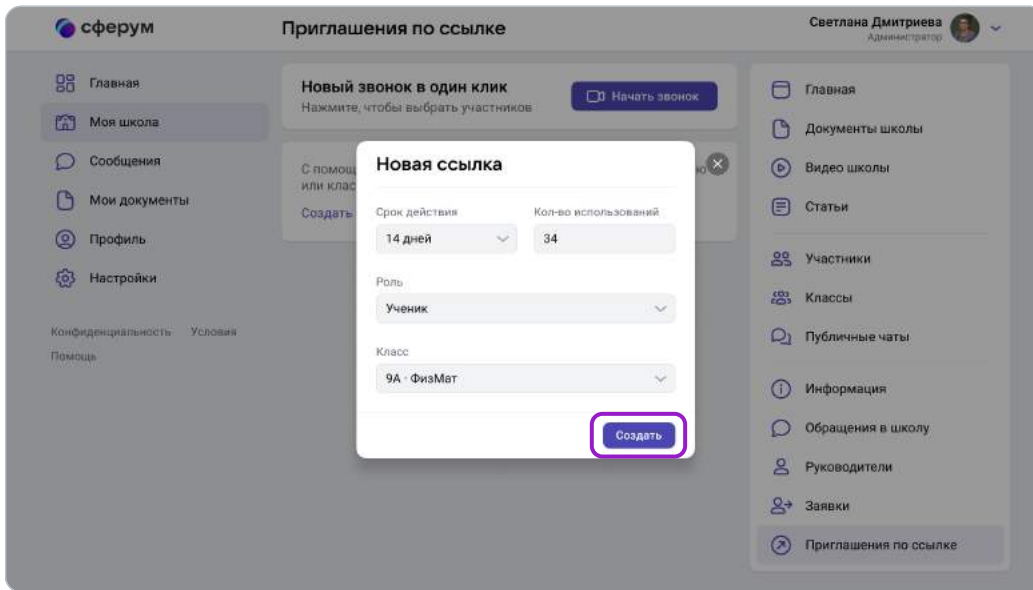 сферум
Приглашения по ссылке
Светлана Дмитриева
Администратор
Главная
Моя школа
Сообщения
Мои документы
Профиль
Настройки
Конфиденциальность Условия
Помощь
Новый звонок в один клик
Нажмите, чтобы выбрать участников
Начать звонок
С помощ
или клас
Создать
Новая ссылка
Срок действия Кол-во использований
14 дней 34
Роль
Ученик
Класс
9А · ФизМат
Создать
Главная
Документы школы
Видео школы
Статьи
Участники
Классы
Публичные чаты
Информация
Обращения в школу
Руководители
Заявки
Приглашения по ссылке